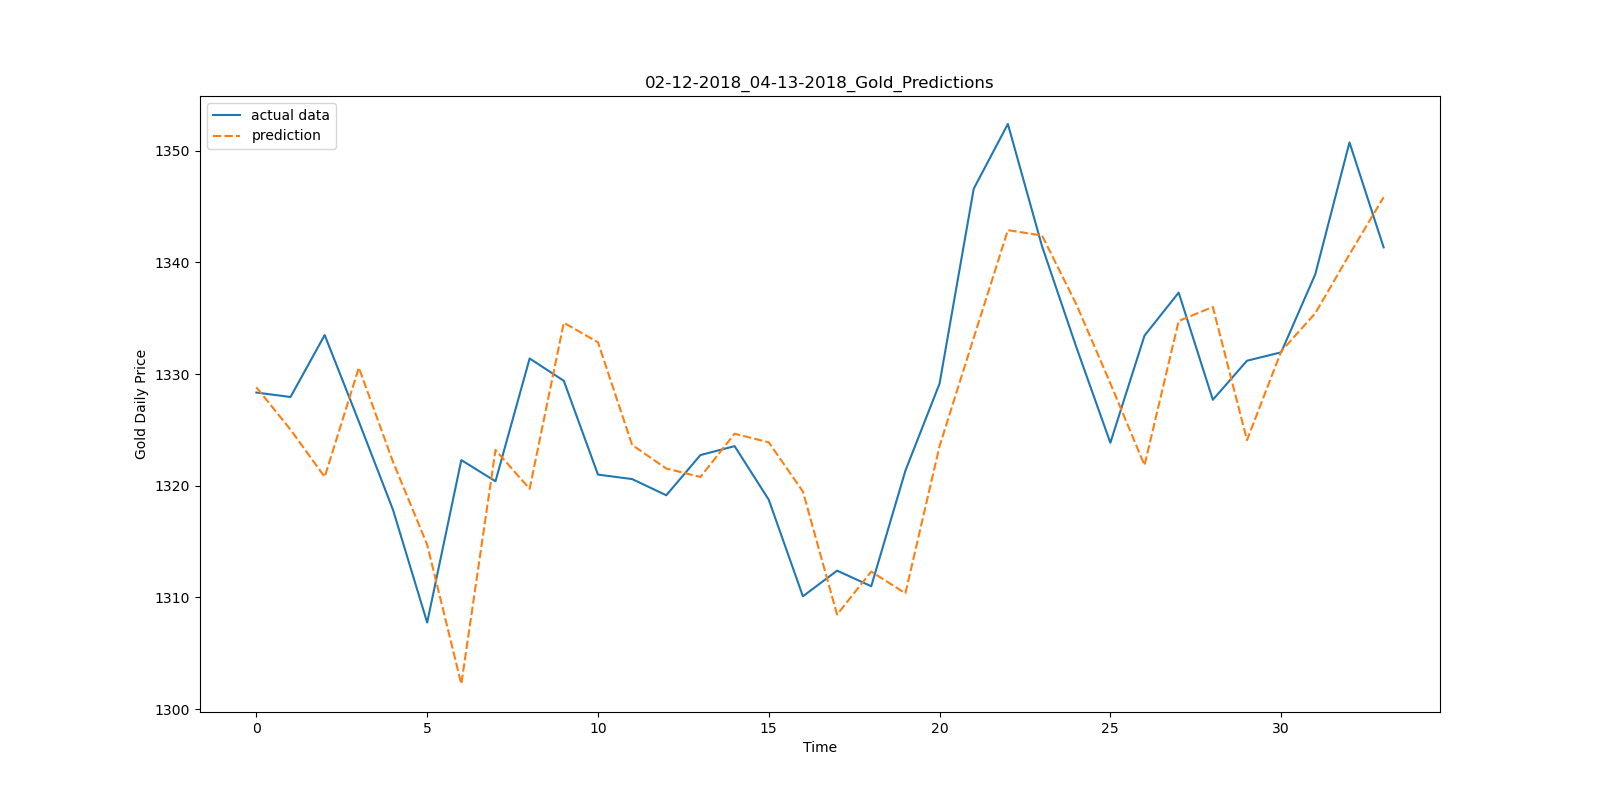 02-12-2018_04-13-2018_Gold_Predictions
actual data
prediction
1350
1340
1330
1320
1310
1300
Gold Daily Price
0 5 10 15 20 25 30
Time